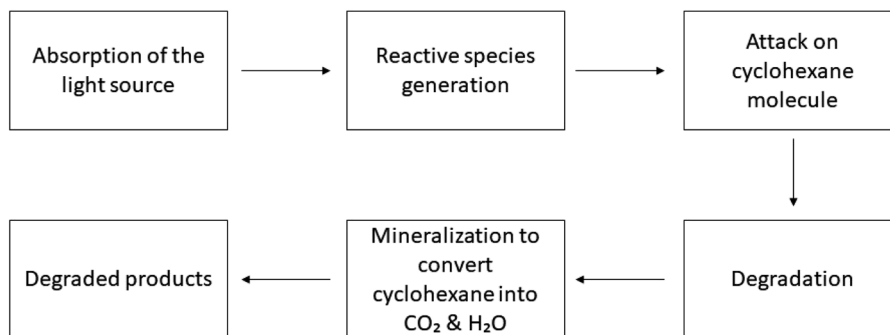 Absorption of the
light source
Reactive species
generation
Attack on
cyclohexane
molecule
Degradation
Mineralization to
convert
cyclohexane into
CO₂ & H₂O
Degraded products